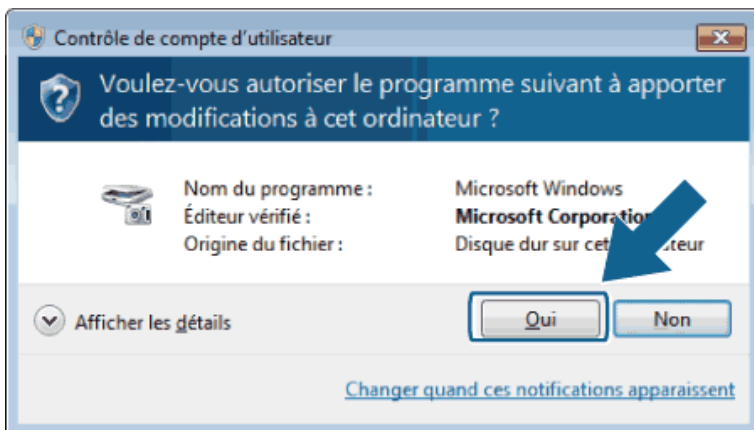 Contrôle de compte d'utilisateur
Voulez-vous autoriser le programme suivant à apporter
des modifications à cet ordinateur ?
Nom du programme : Microsoft Windows
Éditeur vérifié : Microsoft Corporation
Origine du fichier : Disque dur sur cet
Afficher les détails
Oui Non
Changer quand ces notifications apparaissent